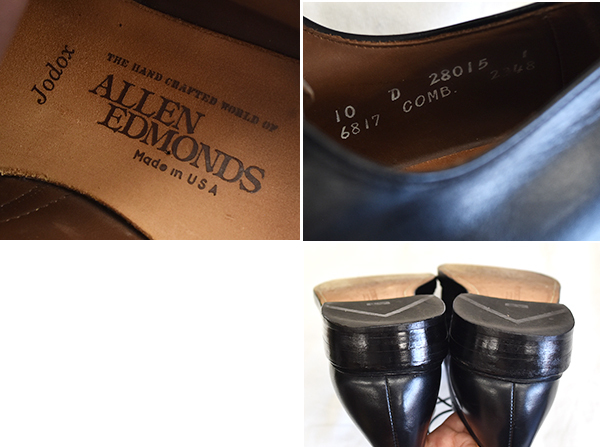 Jodox
THE HAND CRAFTED WORLD OF
ALLEN
EDMONDS
Made in USA
10 D 28015
6817 COMB.